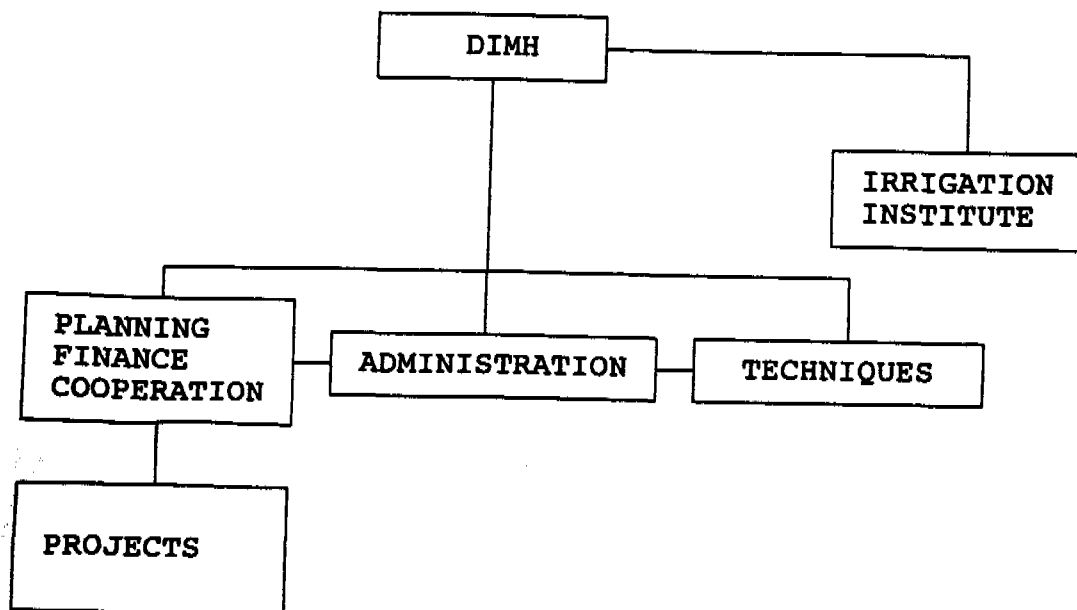 DIMH
IRRIGATION
INSTITUTE
PLANNING
FINANCE
COOPERATION
ADMINISTRATION
TECHNIQUES
PROJECTS